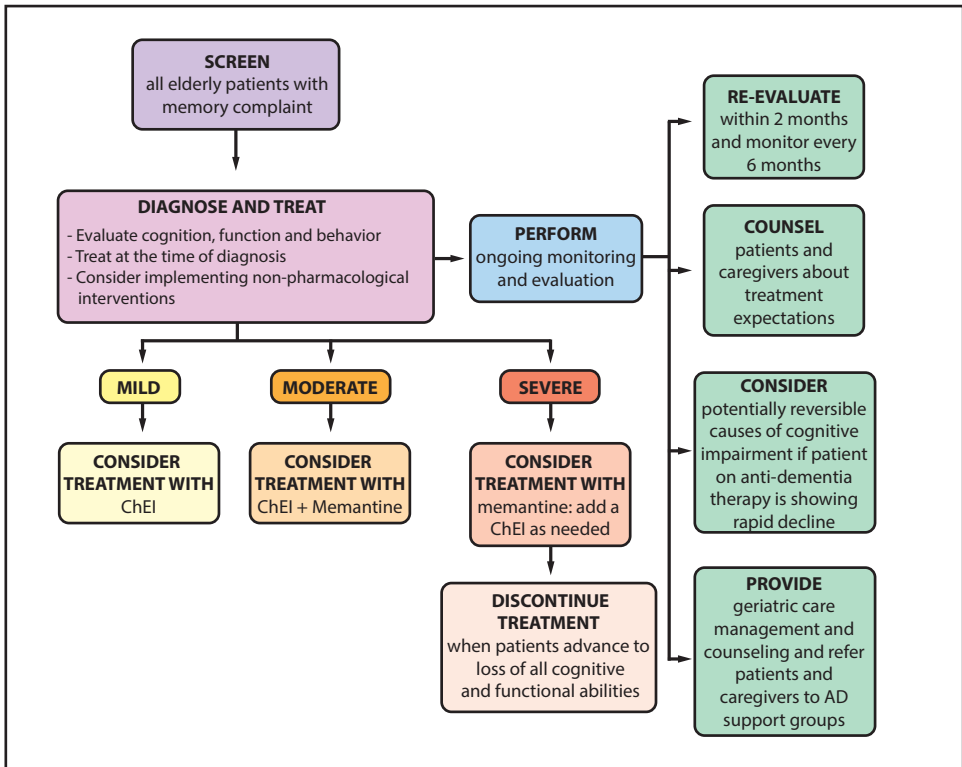 SCREEN
all elderly patients with
memory complaint
DIAGNOSE AND TREAT
- Evaluate cognition, function and behavior
- Treat at the time of diagnosis
- Consider implementing non-pharmacological
interventions
PERFORM
ongoing monitoring
and evaluation
RE-EVALUATE
within 2 months
and monitor every
6 months
COUNSEL
patients and
caregivers about
treatment
expectations
CONSIDER
potentially reversible
causes of cognitive
impairment if patient
on anti-dementia
therapy is showing
rapid decline
PROVIDE
geriatric care
management and
counseling and refer
patients and
caregivers to AD
support groups
MILD
MODERATE
SEVERE
CONSIDER
TREATMENT WITH
ChEI
CONSIDER
TREATMENT WITH
ChEI + Memantine
CONSIDER
TREATMENT WITH
memantine: add a
ChEI as needed
DISCONTINUE
TREATMENT
when patients advance to
loss of all cognitive
and functional abilities